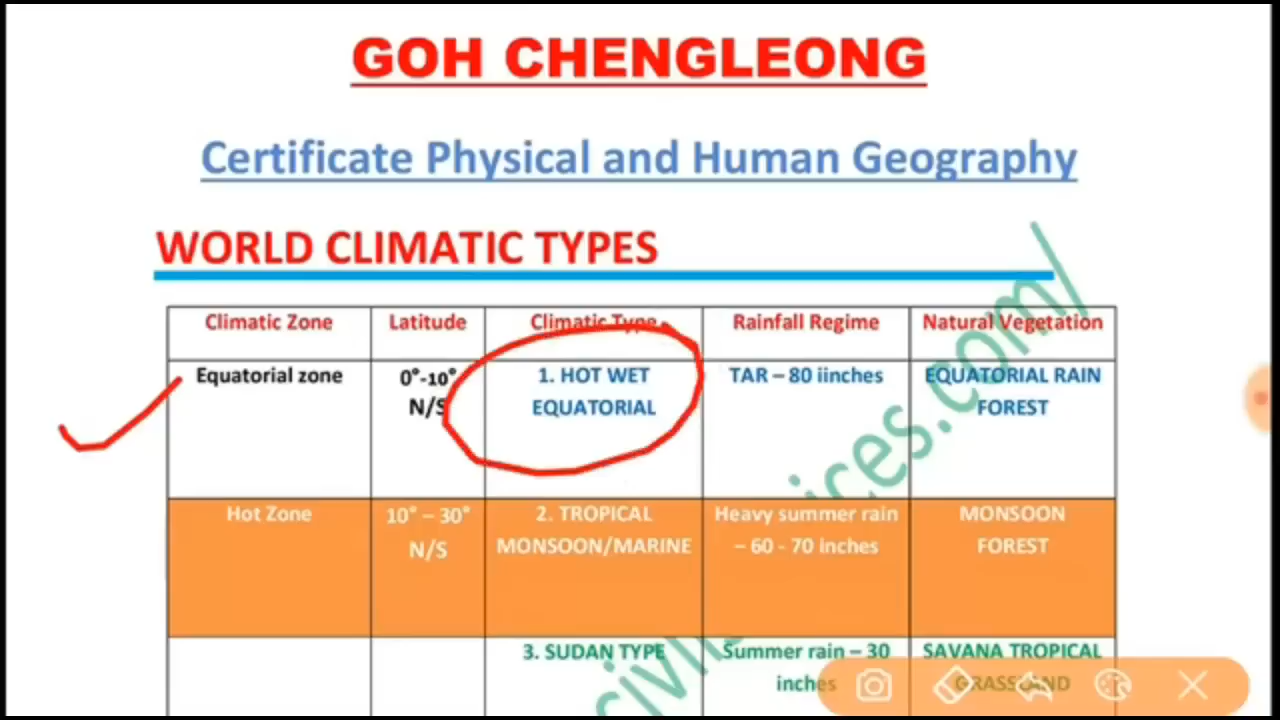 GOH CHENGLEONG
Certificate Physical and Human Geography
WORLD CLIMATIC TYPES
Climatic Zone Latitude Climatic Type Rainfall Regime Natural Vegetation
Equatorial zone 0°-10° 1. HOT WET TAR – 80 iinches EQUATORIAL RAIN
N/S EQUATORIAL FOREST
Hot Zone 10° – 30° 2. TROPICAL Heavy summer rain MONSOON
N/S MONSOON/MARINE – 60 - 70 inches FOREST
3. SUDAN TYPE Summer rain – 30 SAVANA TROPICAL
inches GRASSLAND